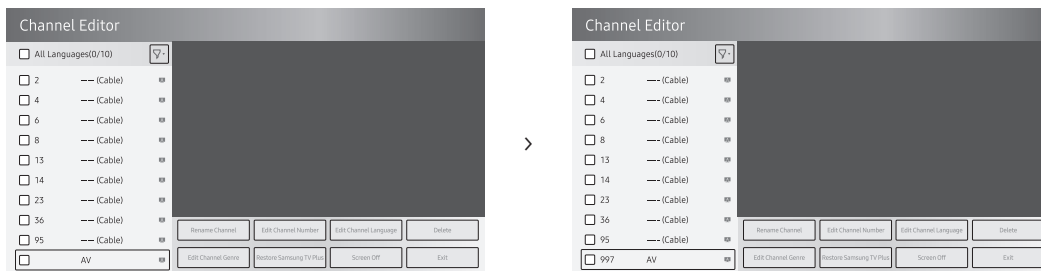 Channel Editor
All Languages(0/10)
2 —— (Cable)
4 —— (Cable)
6 —— (Cable)
8 —— (Cable)
13 —— (Cable)
14 —— (Cable)
23 —— (Cable)
36 —— (Cable)
95 —— (Cable)
AV
Rename Channel Edit Channel Number Edit Channel Language Delete
Edit Channel Genre Restore Samsung TV Plus Screen Off Exit
>
Channel Editor
All Languages(0/10)
2 —- (Cable)
4 —- (Cable)
6 —- (Cable)
8 —- (Cable)
13 —- (Cable)
14 —- (Cable)
23 —- (Cable)
36 —- (Cable)
95 —- (Cable)
997 AV
Rename Channel Edit Channel Number Edit Channel Language Delete
Edit Channel Genre Restore Samsung TV Plus Screen Off Exit